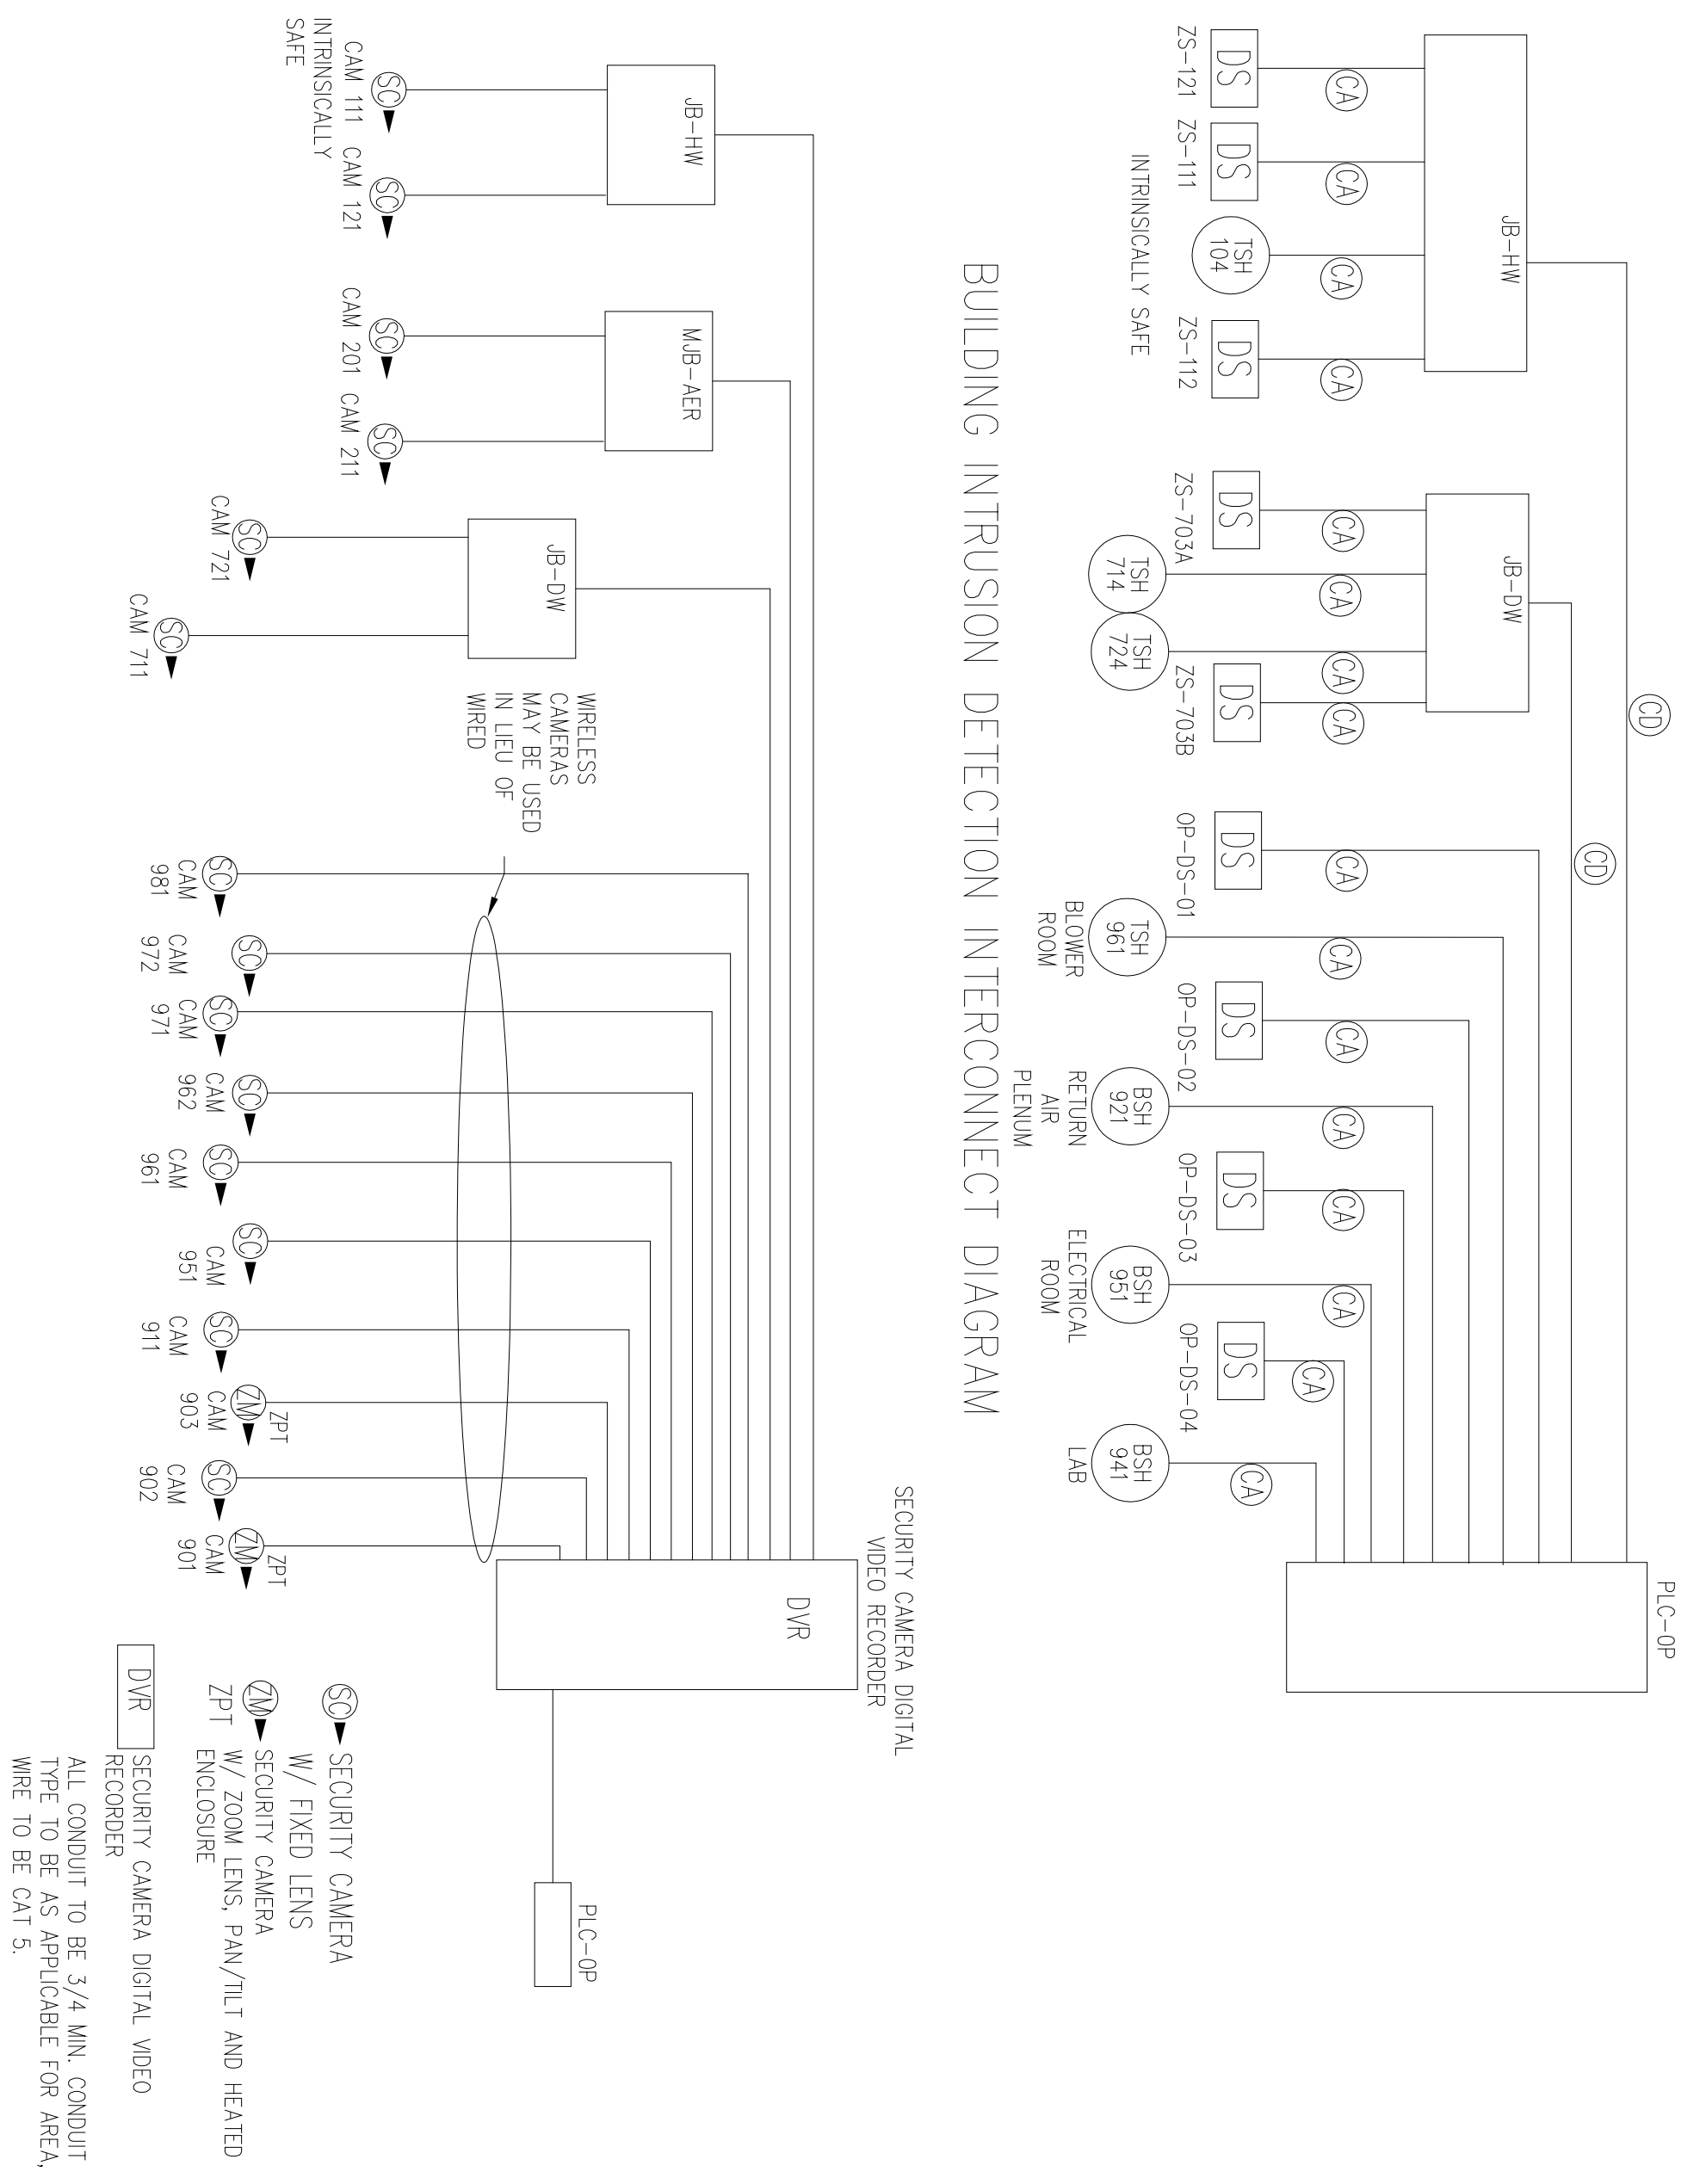 PLC-OP
CD
CD
JB-HW
CA
CA
CA
CA
DS
DS
TSH
104
DS
ZS-121
ZS-111
ZS-112
INTRINSICALLY SAFE
JB-DW
CA
CA
CA
CA
DS
TSH
714
TSH
724
DS
ZS-703A
ZS-703B
CA
DS
OP-DS-01
CA
TSH
961
BLOWER
ROOM
CA
DS
OP-DS-02
CA
BSH
921
RETURN
AIR
PLENUM
CA
DS
OP-DS-03
CA
BSH
951
ELECTRICAL
ROOM
CA
DS
OP-DS-04
CA
BSH
941
LAB
BUILDING INTRUSION DETECTION INTERCONNECT DIAGRAM
SECURITY CAMERA DIGITAL
VIDEO RECORDER
DVR
PLC-OP
JB-HW
SC
SC
CAM 111
CAM 121
INTRINSICALLY
SAFE
MJB-AER
SC
SC
CAM 201
CAM 211
JB-DW
SC
CAM 721
SC
CAM 711
WIRELESS
CAMERAS
MAY BE USED
IN LIEU OF
WIRED
SC
CAM
981
SC
CAM
972
SC
CAM
971
SC
CAM
962
SC
CAM
961
SC
CAM
951
SC
CAM
911
ZPT
ZM
CAM
903
SC
CAM
902
ZPT
ZM
CAM
901
SC
SECURITY CAMERA
W/ FIXED LENS
ZM
ZPT
SECURITY CAMERA
W/ ZOOM LENS, PAN/TILT AND HEATED
ENCLOSURE
DVR
SECURITY CAMERA DIGITAL VIDEO
RECORDER
ALL CONDUIT TO BE 3/4 MIN. CONDUIT
TYPE TO BE AS APPLICABLE FOR AREA,
WIRE TO BE CAT 5.